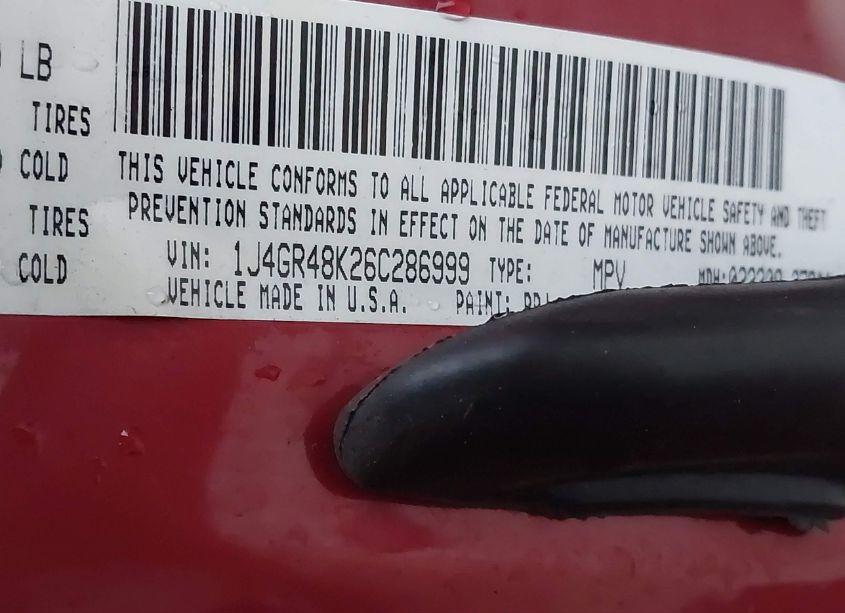 LB
TIRES
COLD
TIRES
COLD
THIS VEHICLE CONFORMS TO ALL APPLICABLE FEDERAL MOTOR VEHICLE SAFETY AND THEFT
PREVENTION STANDARDS IN EFFECT ON THE DATE OF MANUFACTURE SHOWN ABOVE.
VIN: 1J4GR48K26C286999 TYPE: MPV MDH:
VEHICLE MADE IN U.S.A. PAINT: